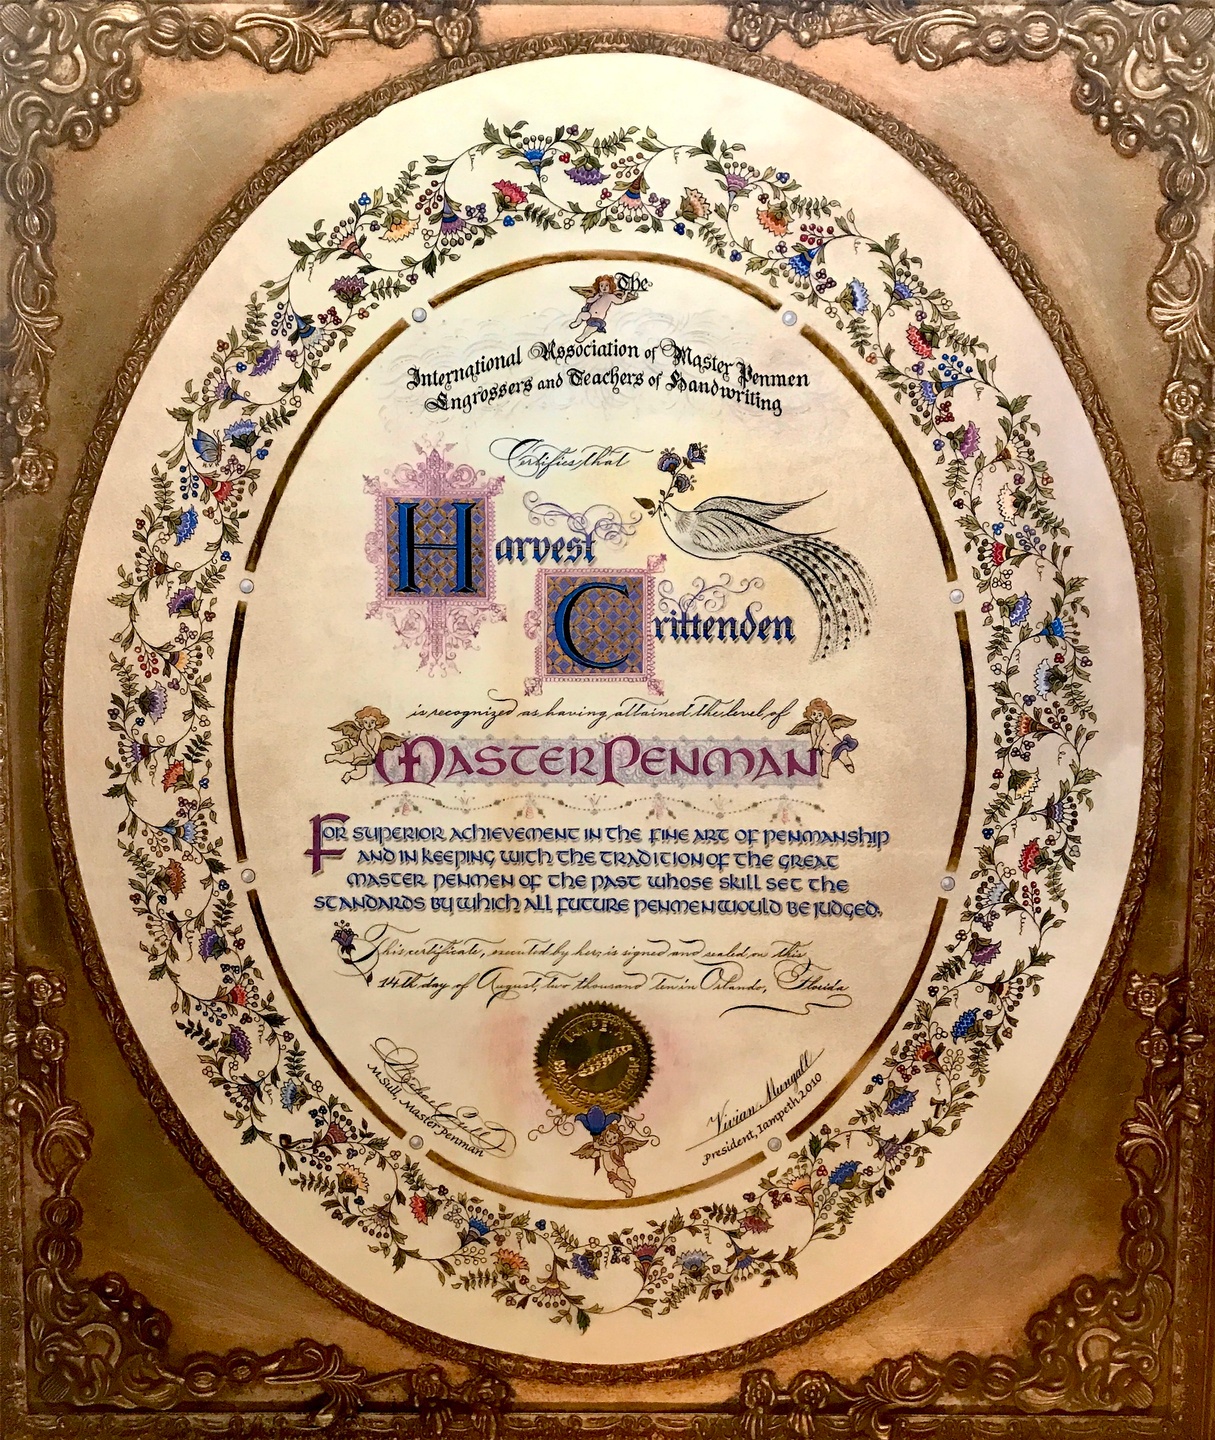 The
International Association of Master Penmen
Engrossers and Teachers of Handwriting
Certifies that
Harvest
Crittenden
is recognized as having attained the level of
MASTER PENMAN
FOR SUPERIOR ACHIEVEMENT IN THE FINE ART OF PENMANSHIP
AND IN KEEPING WITH THE TRADITION OF THE GREAT
MASTER PENMEN OF THE PAST WHOSE SKILL SET THE
STANDARDS BY WHICH ALL FUTURE PENMEN WOULD BE JUDGED.
This certificate, executed by her, is signed and sealed on this
14th day of August, two thousand ten in Orlando, Florida
Michael Sull
M. Sull, Master Penman
Vivian Mungall
President, Iampeth 2010